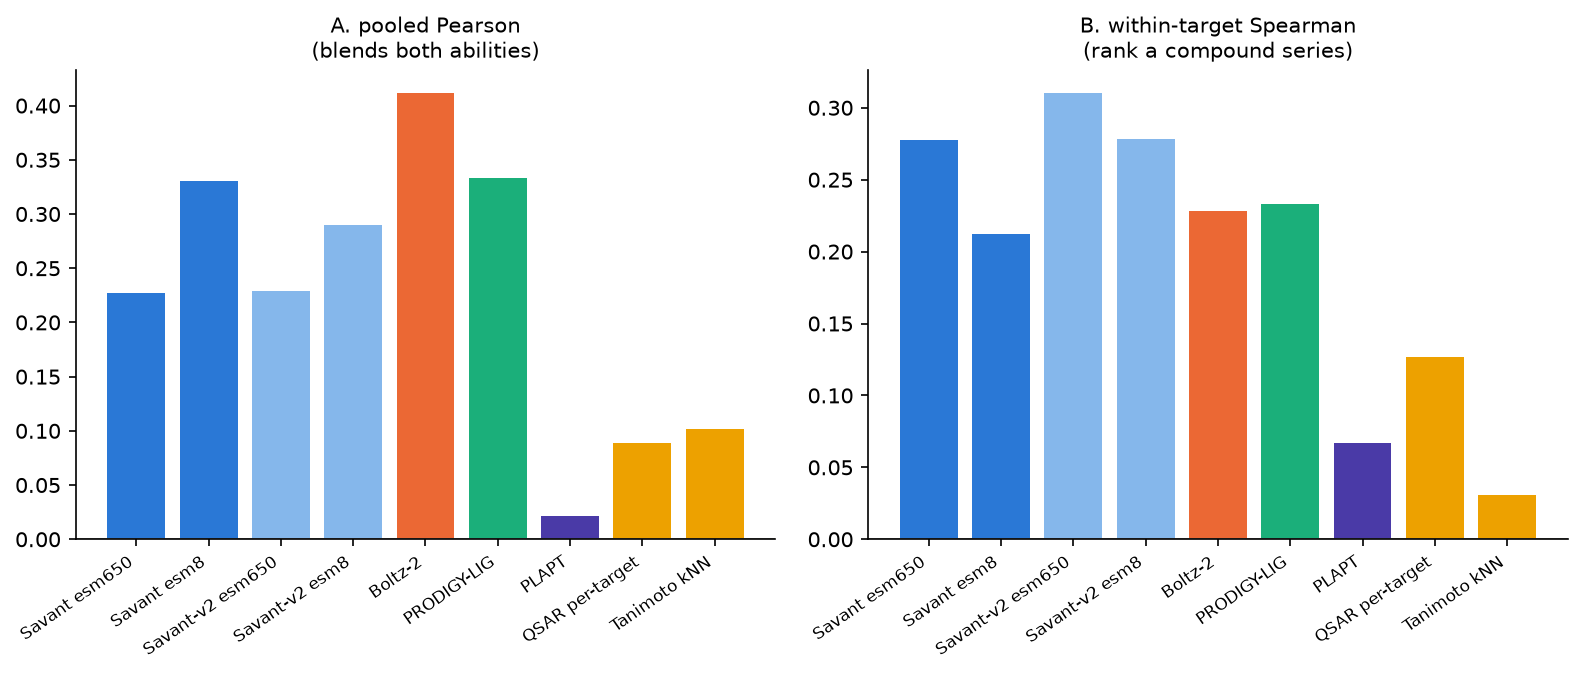 A. pooled Pearson
(blends both abilities)
0.40
0.35
0.30
0.25
0.20
0.15
0.10
0.05
0.00
Savant esm650
Savant esm8
Savant-v2 esm650
Savant-v2 esm8
Boltz-2
PRODIGY-LIG
PLAPT
QSAR per-target
Tanimoto kNN
B. within-target Spearman
(rank a compound series)
0.30
0.25
0.20
0.15
0.10
0.05
0.00
Savant esm650
Savant esm8
Savant-v2 esm650
Savant-v2 esm8
Boltz-2
PRODIGY-LIG
PLAPT
QSAR per-target
Tanimoto kNN